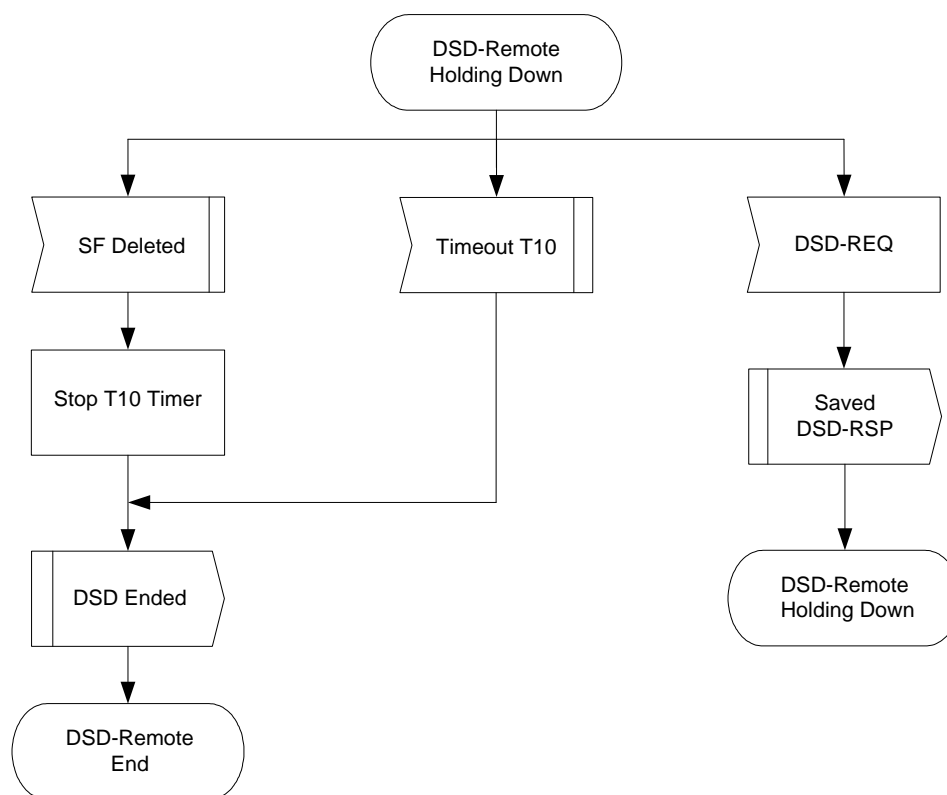 DSD-Remote
Holding Down
SF Deleted
Timeout T10
DSD-REQ
Stop T10 Timer
Saved
DSD-RSP
DSD Ended
DSD-Remote
Holding Down
DSD-Remote
End